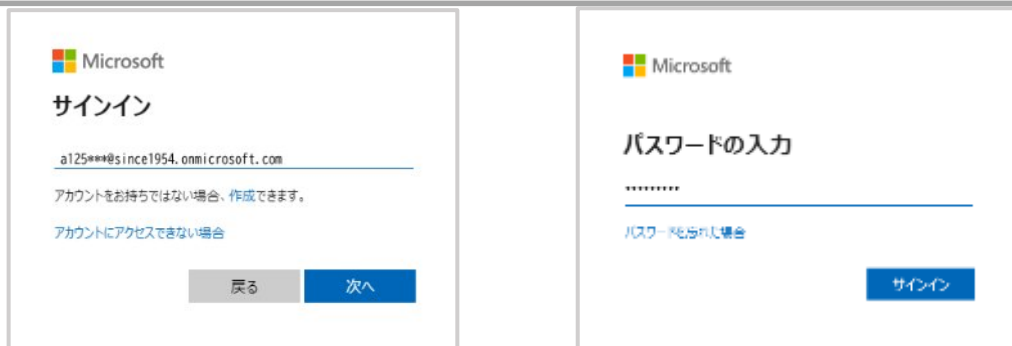 Microsoft
サインイン
a125***@since1954.onmicrosoft.com
アカウントをお持ちではない場合、作成できます。
アカウントにアクセスできない場合
戻る
次へ
Microsoft
パスワードの入力
•••••••••
パスワードを忘れた場合
サインイン